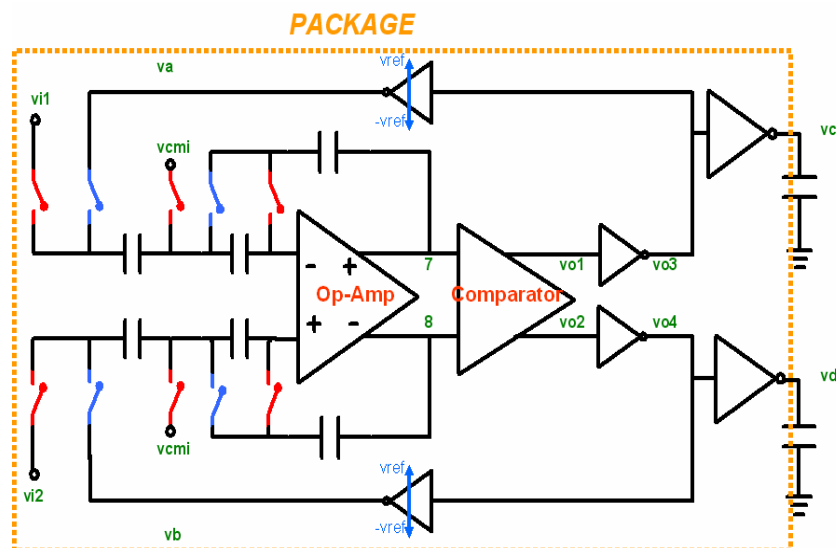 PACKAGE
va
vref
-vref
vi1
vcmi
vc
- +
7
vo1
vo3
Op-Amp
Comparator
+ -
8
vo2
vo4
vcmi
vd
vi2
vref
-vref
vb